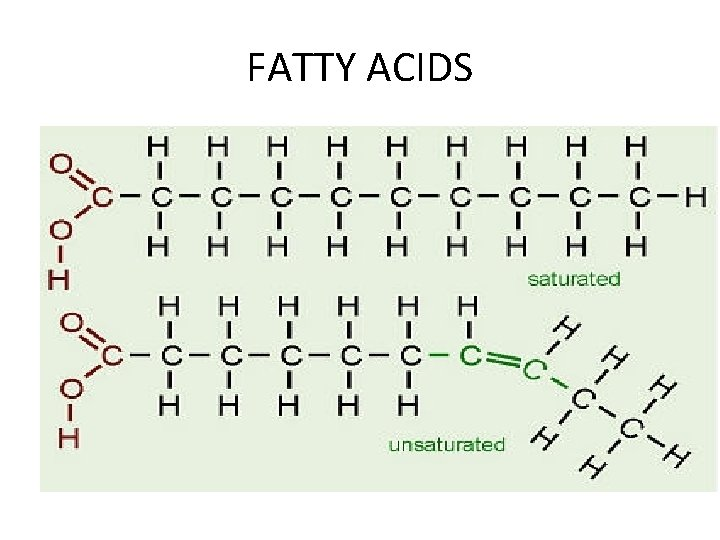 FATTY ACIDS
H H H H H H H H H
O
C C C C C C C C C C H
O
H H H H H H H H H
H
saturated
H H H H H H
O H
C C C C C C C C H
O C H
C
H H H H H H H
H H
unsaturated